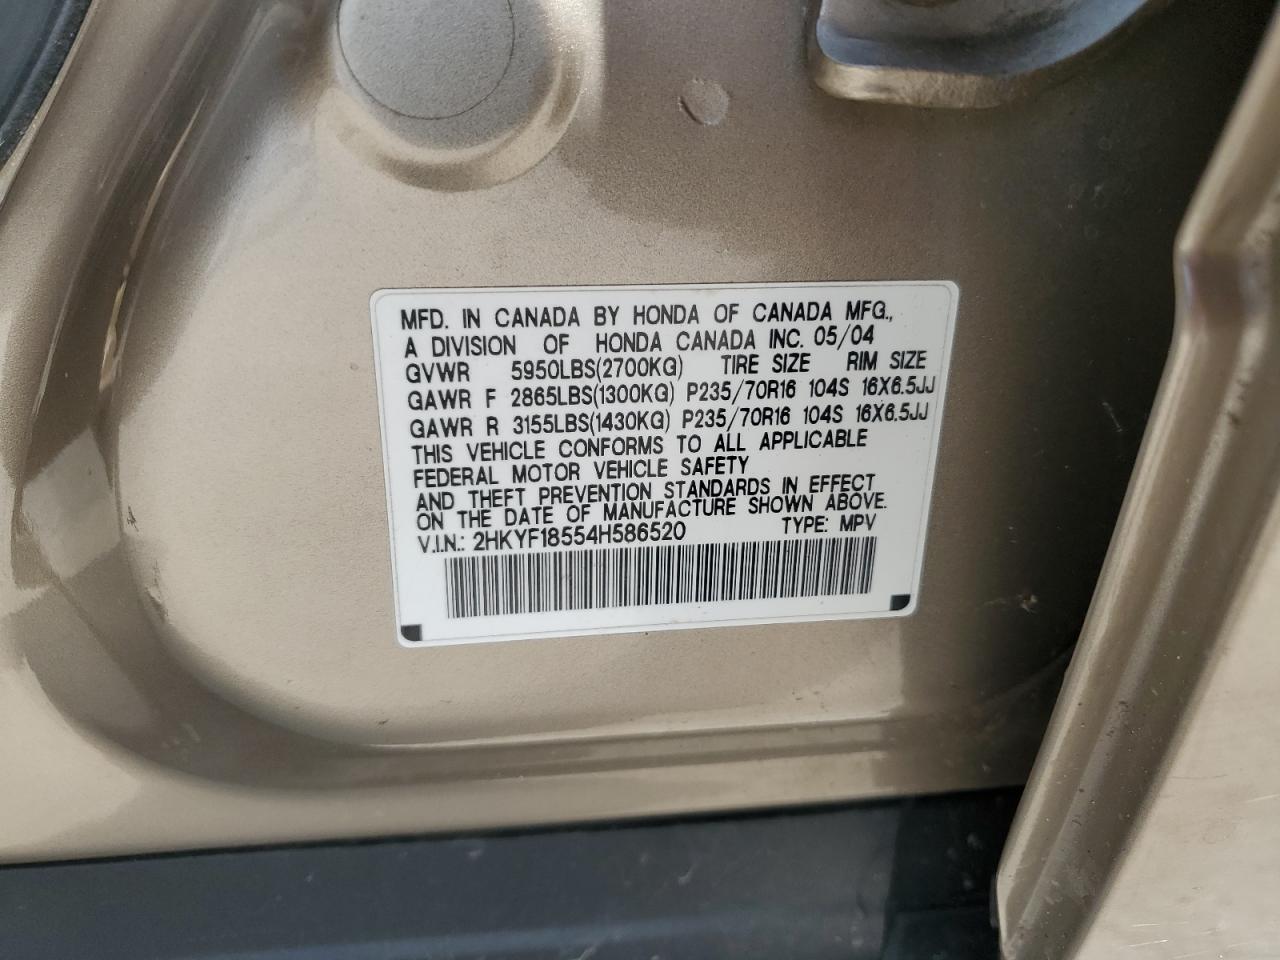 MFD. IN CANADA BY HONDA OF CANADA MFG.,
A DIVISION OF HONDA CANADA INC. 05/04
GVWR 5950LBS(2700KG) TIRE SIZE RIM SIZE
GAWR F 2865LBS(1300KG) P235/70R16 104S 16X6.5JJ
GAWR R 3155LBS(1430KG) P235/70R16 104S 16X6.5JJ
THIS VEHICLE CONFORMS TO ALL APPLICABLE
FEDERAL MOTOR VEHICLE SAFETY
AND THEFT PREVENTION STANDARDS IN EFFECT
ON THE DATE OF MANUFACTURE SHOWN ABOVE.
V.I.N.: 2HKYF18554H586520 TYPE: MPV